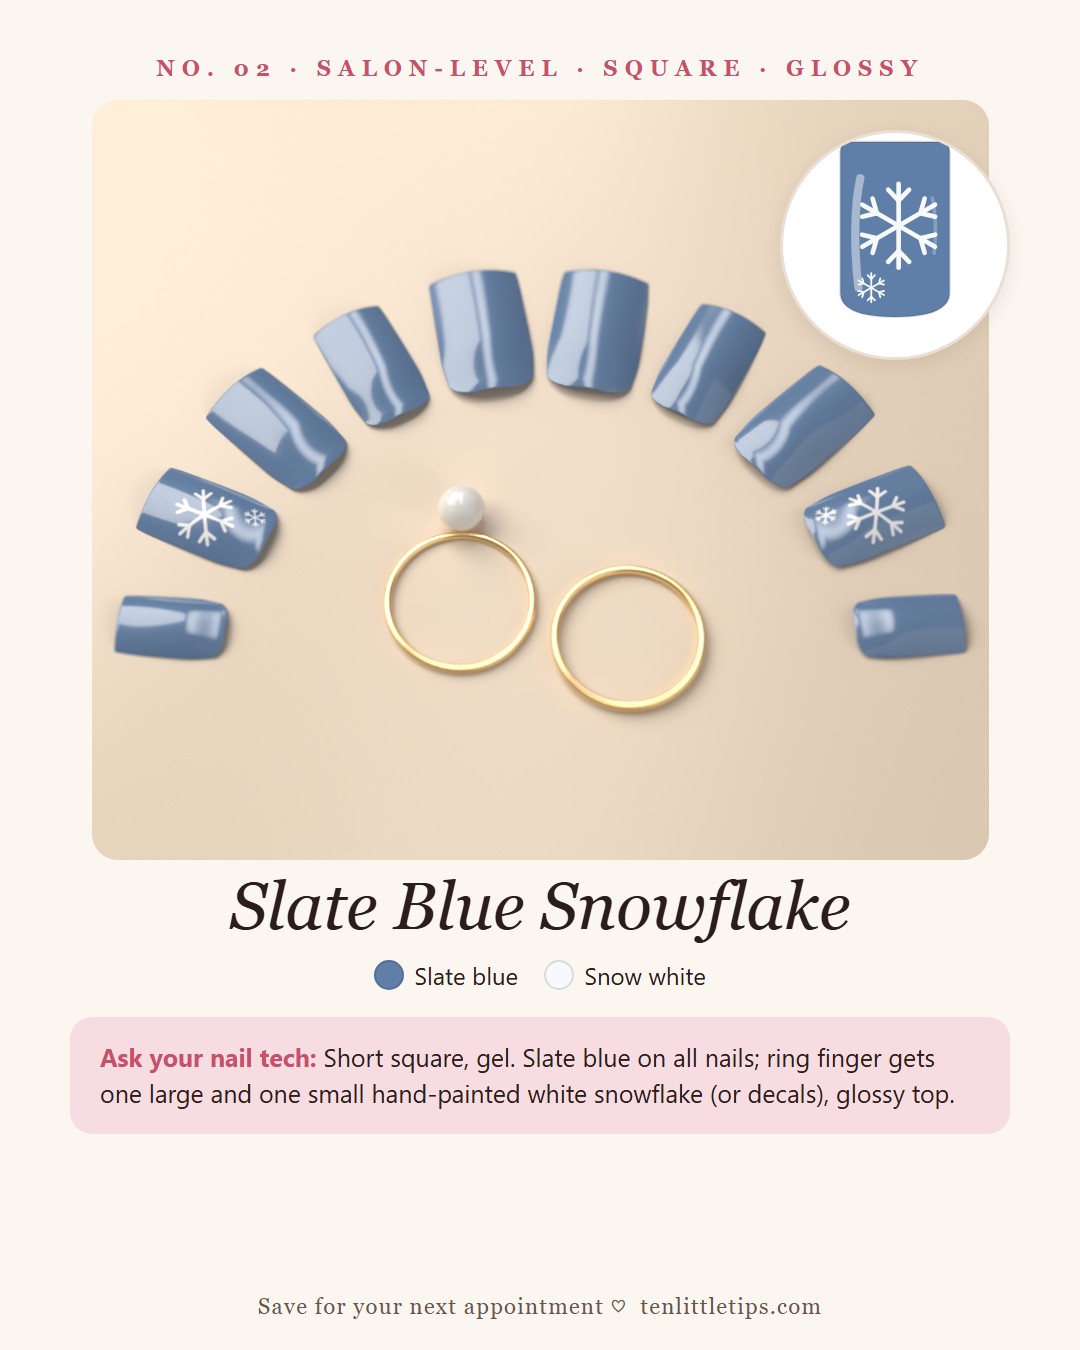 NO. 02 · SALON-LEVEL · SQUARE · GLOSSY
Slate Blue Snowflake
Slate blue Snow white
Ask your nail tech: Short square, gel. Slate blue on all nails; ring finger gets
one large and one small hand-painted white snowflake (or decals), glossy top.
Save for your next appointment ♡ tenlittletips.com